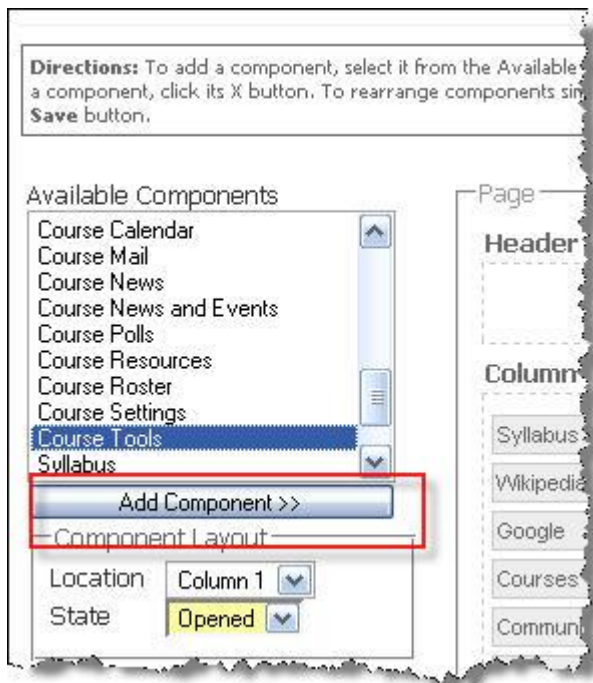 Directions: To add a component, select it from the Available
a component, click its X button. To rearrange components
Save button.
Available Components
Course Calendar
Course Mail
Course News
Course News and Events
Course Polls
Course Resources
Course Roster
Course Settings
Course Tools
Syllabus
Add Component >>
Component Layout
Location Column 1
State Opened
Page
Header
Column
Syllabus
Wikipedia
Google
Courses